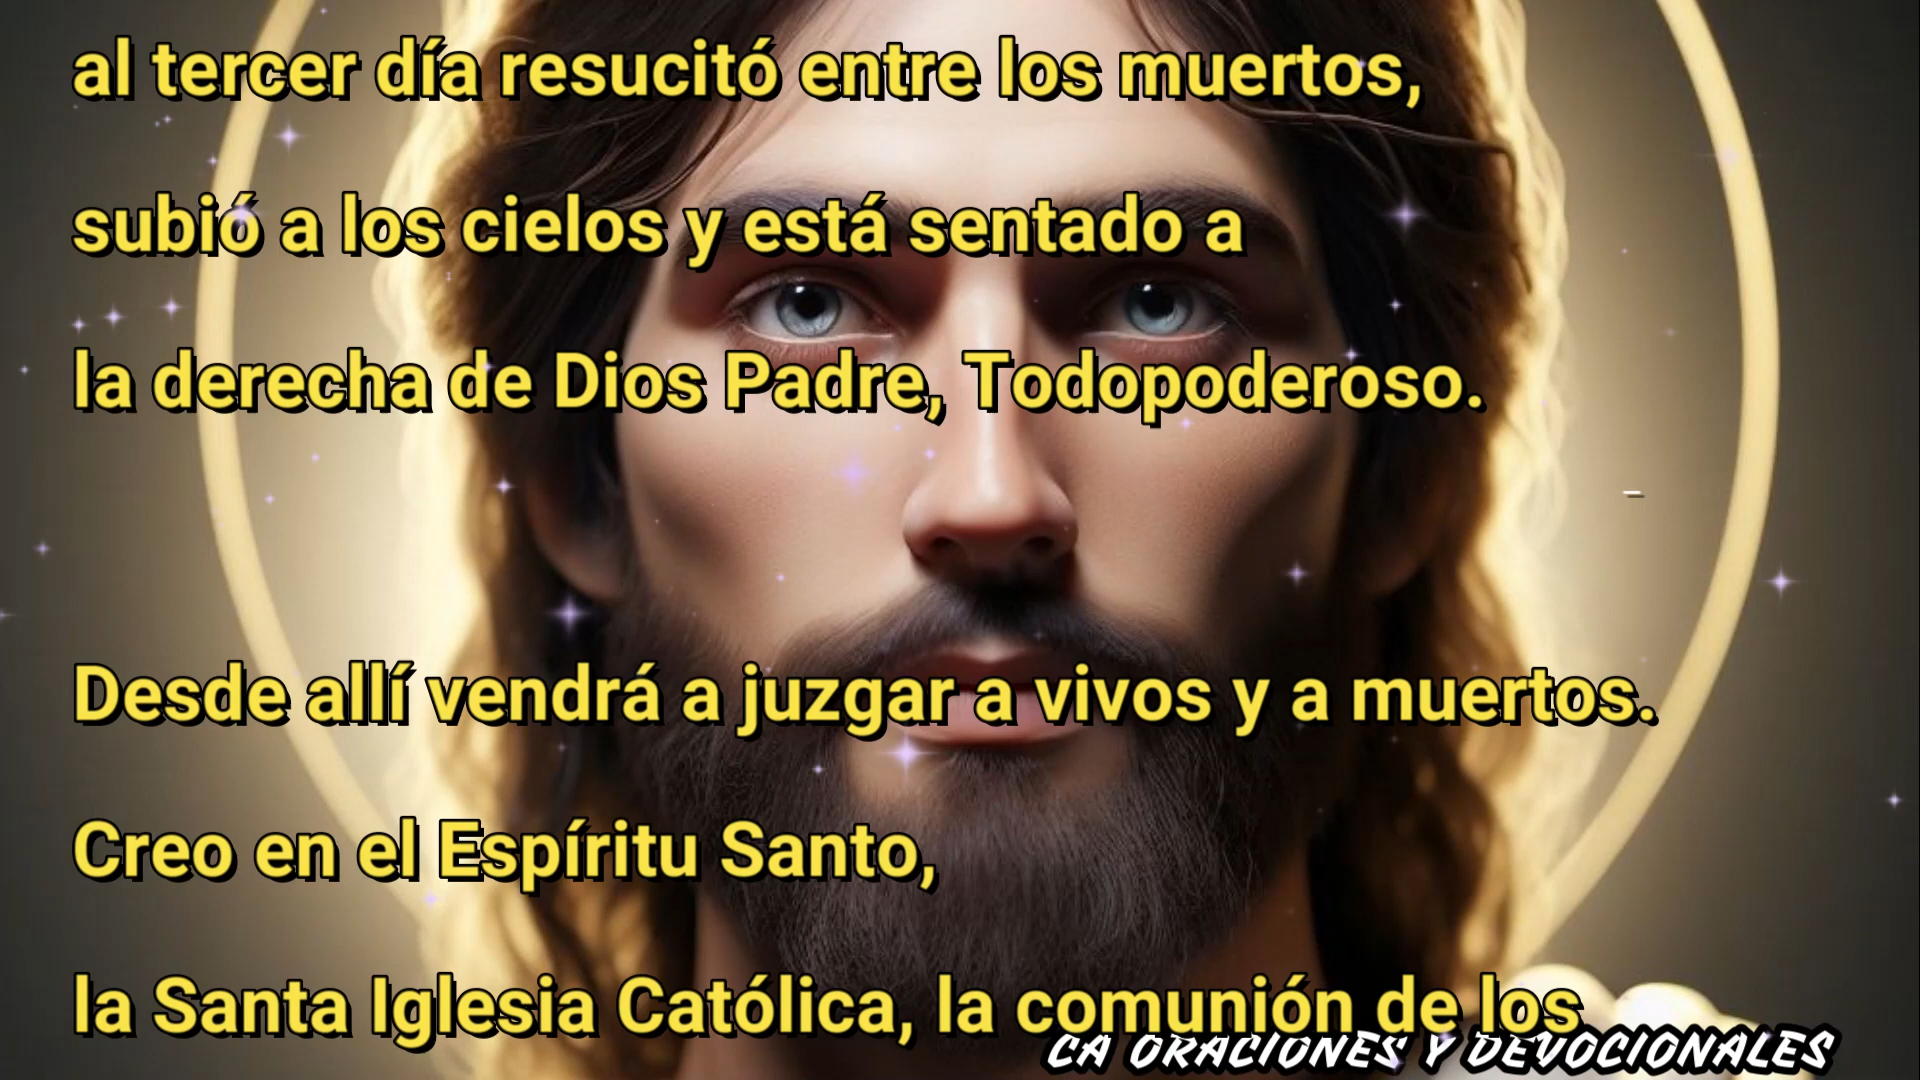 al tercer día resucitó entre los muertos,
subió a los cielos y está sentado a
la derecha de Dios Padre, Todopoderoso.
Desde allí vendrá a juzgar a vivos y a muertos.
Creo en el Espíritu Santo,
la Santa Iglesia Católica, la comunión de los
CA ORACIONES Y DEVOCIONALES